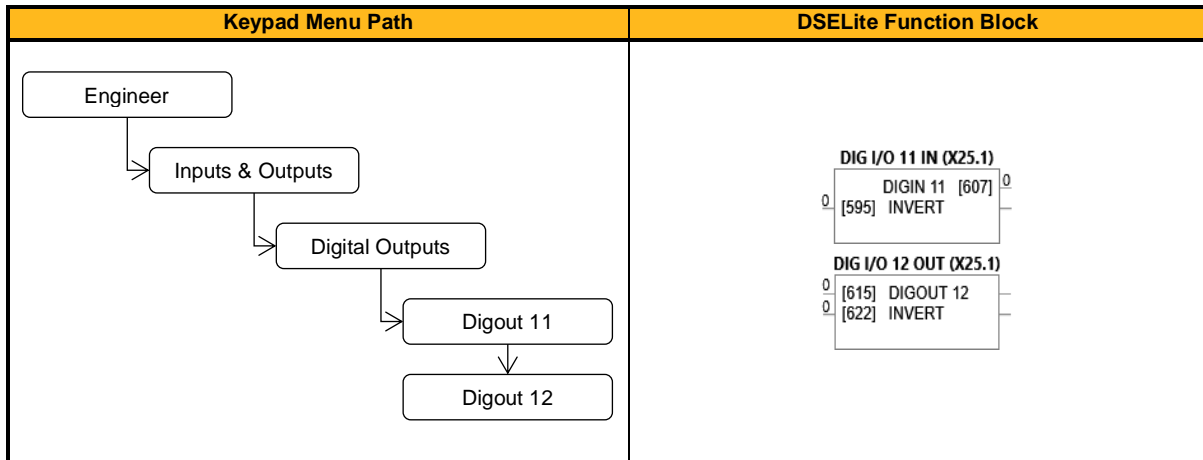 Keypad Menu Path
DSELite Function Block
Engineer
Inputs & Outputs
Digital Outputs
Digout 11
Digout 12
DIG I/O 11 IN (X25.1)
DIGIN 11 [607] 0
0 [595] INVERT
DIG I/O 12 OUT (X25.1)
0 [615] DIGOUT 12
0 [622] INVERT